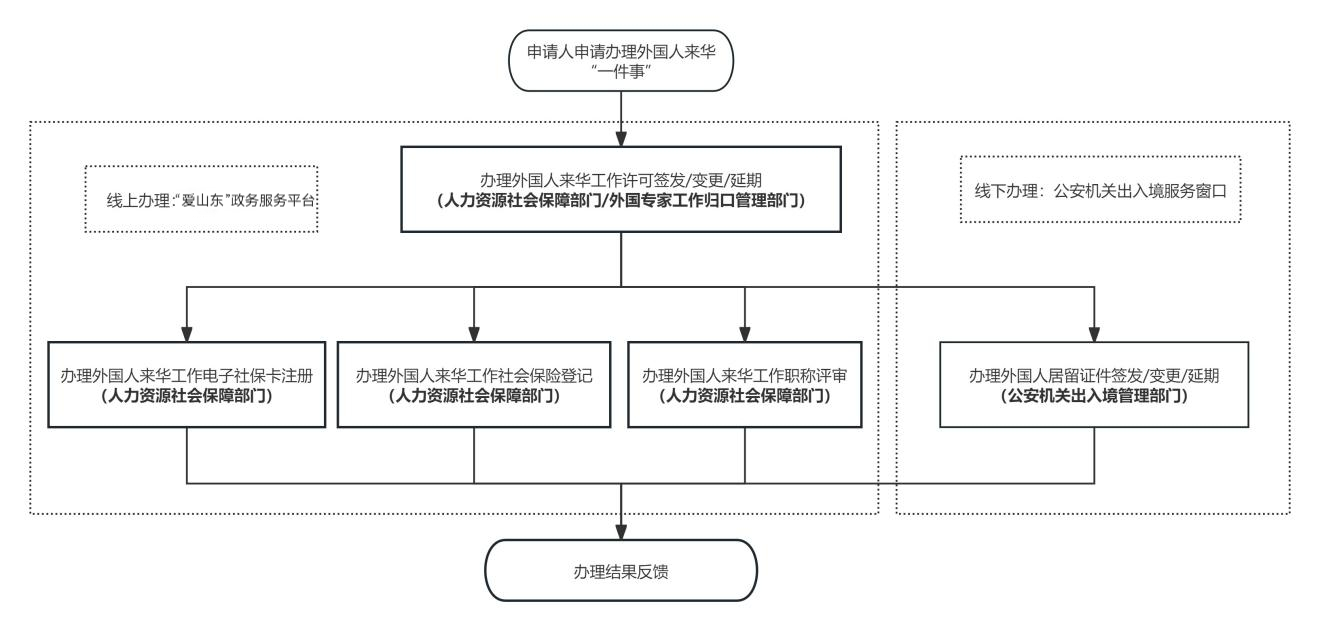 申请人申请办理外国人来华
“一件事”
办理外国人来华工作许可签发/变更/延期
（人力资源社会保障部门/外国专家工作归口管理部门）
线上办理:“爱山东”政务服务平台
线下办理：公安机关出入境服务窗口
办理外国人来华工作电子社保卡注册
（人力资源社会保障部门）
办理外国人来华工作社会保险登记
（人力资源社会保障部门）
办理外国人来华工作职称评审
（人力资源社会保障部门）
办理外国人居留证件签发/变更/延期
（公安机关出入境管理部门）
办理结果反馈